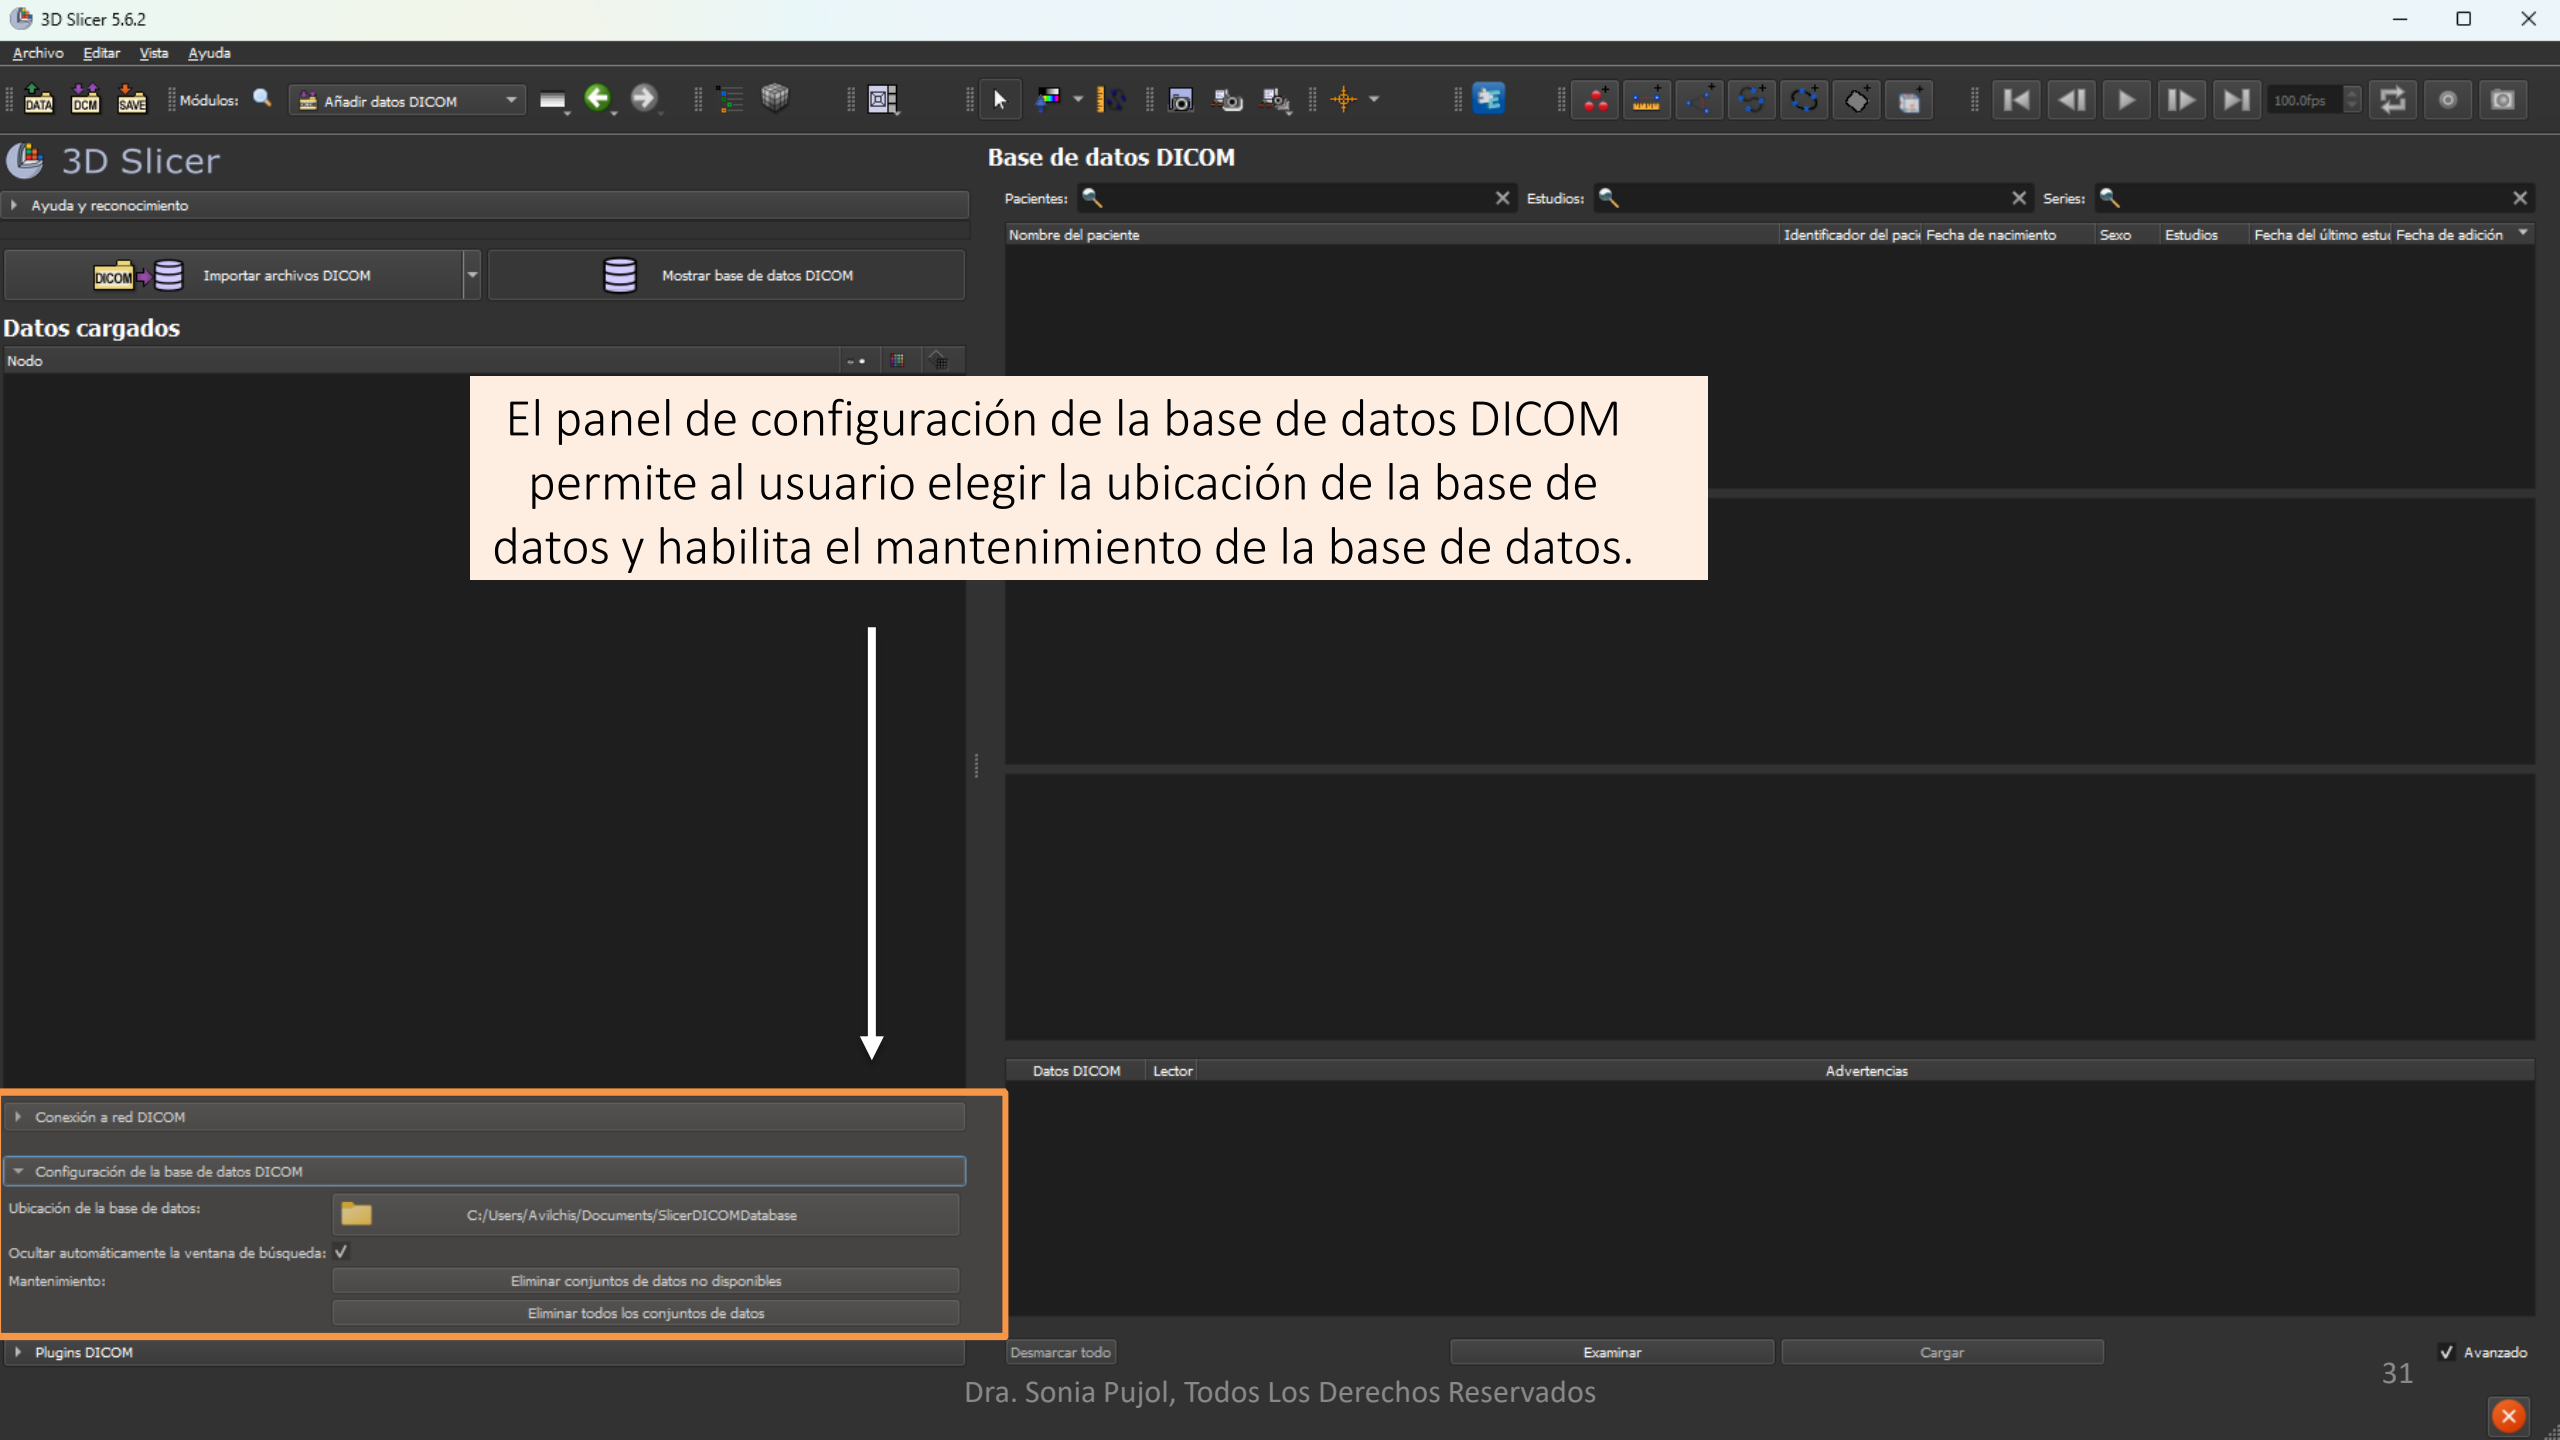 3D Slicer 5.6.2
Archivo Editar Vista Ayuda
DATA DCM SAVE Módulos: Añadir datos DICOM 100.0fps
3D Slicer
Ayuda y reconocimiento
DICOM Importar archivos DICOM Mostrar base de datos DICOM
Datos cargados
Nodo
Base de datos DICOM
Pacientes: Estudios: Series:
Nombre del paciente Identificador del paci Fecha de nacimiento Sexo Estudios Fecha del último estu Fecha de adición
El panel de configuración de la base de datos DICOM
permite al usuario elegir la ubicación de la base de
datos y habilita el mantenimiento de la base de datos.
Datos DICOM Lector Advertencias
Conexión a red DICOM
Configuración de la base de datos DICOM
Ubicación de la base de datos: C:/Users/Avilchis/Documents/SlicerDICOMDatabase
Ocultar automáticamente la ventana de búsqueda:
Mantenimiento: Eliminar conjuntos de datos no disponibles
Eliminar todos los conjuntos de datos
Plugins DICOM
Desmarcar todo Examinar Cargar Avanzado
31
Dra. Sonia Pujol, Todos Los Derechos Reservados